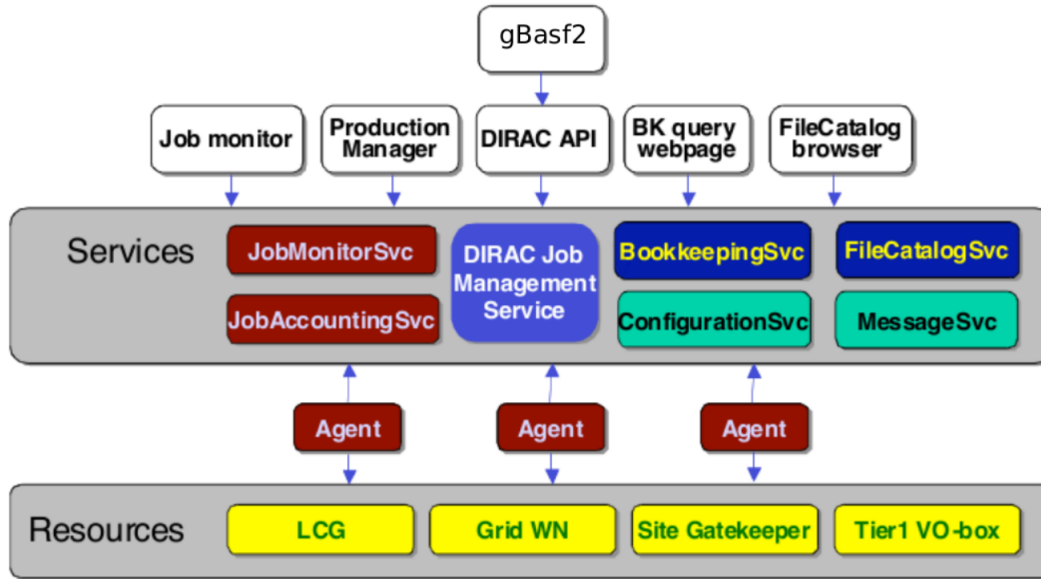 gBasf2
Job monitor
Production
Manager
DIRAC API
BK query
webpage
FileCatalog
browser
Services
JobMonitorSvc
JobAccountingSvc
DIRAC Job
Management
Service
BookkeepingSvc
ConfigurationSvc
FileCatalogSvc
MessageSvc
Agent
Agent
Agent
Resources
LCG
Grid WN
Site Gatekeeper
Tier1 VO-box